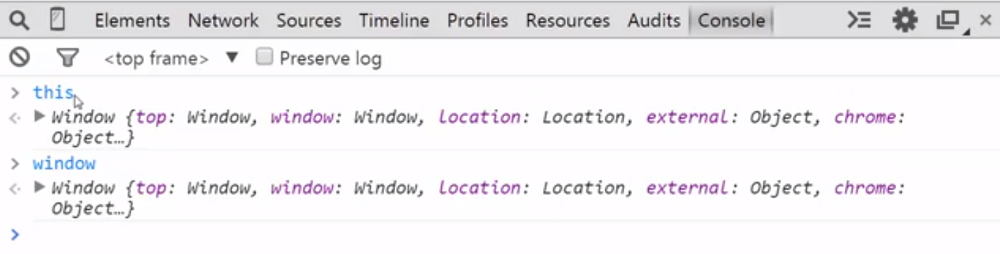 Elements Network Sources Timeline Profiles Resources Audits Console
<top frame> ▼ Preserve log
> this
<· ▶ Window {top: Window, window: Window, location: Location, external: Object, chrome:
Object…}
> window
<· ▶ Window {top: Window, window: Window, location: Location, external: Object, chrome:
Object…}
>